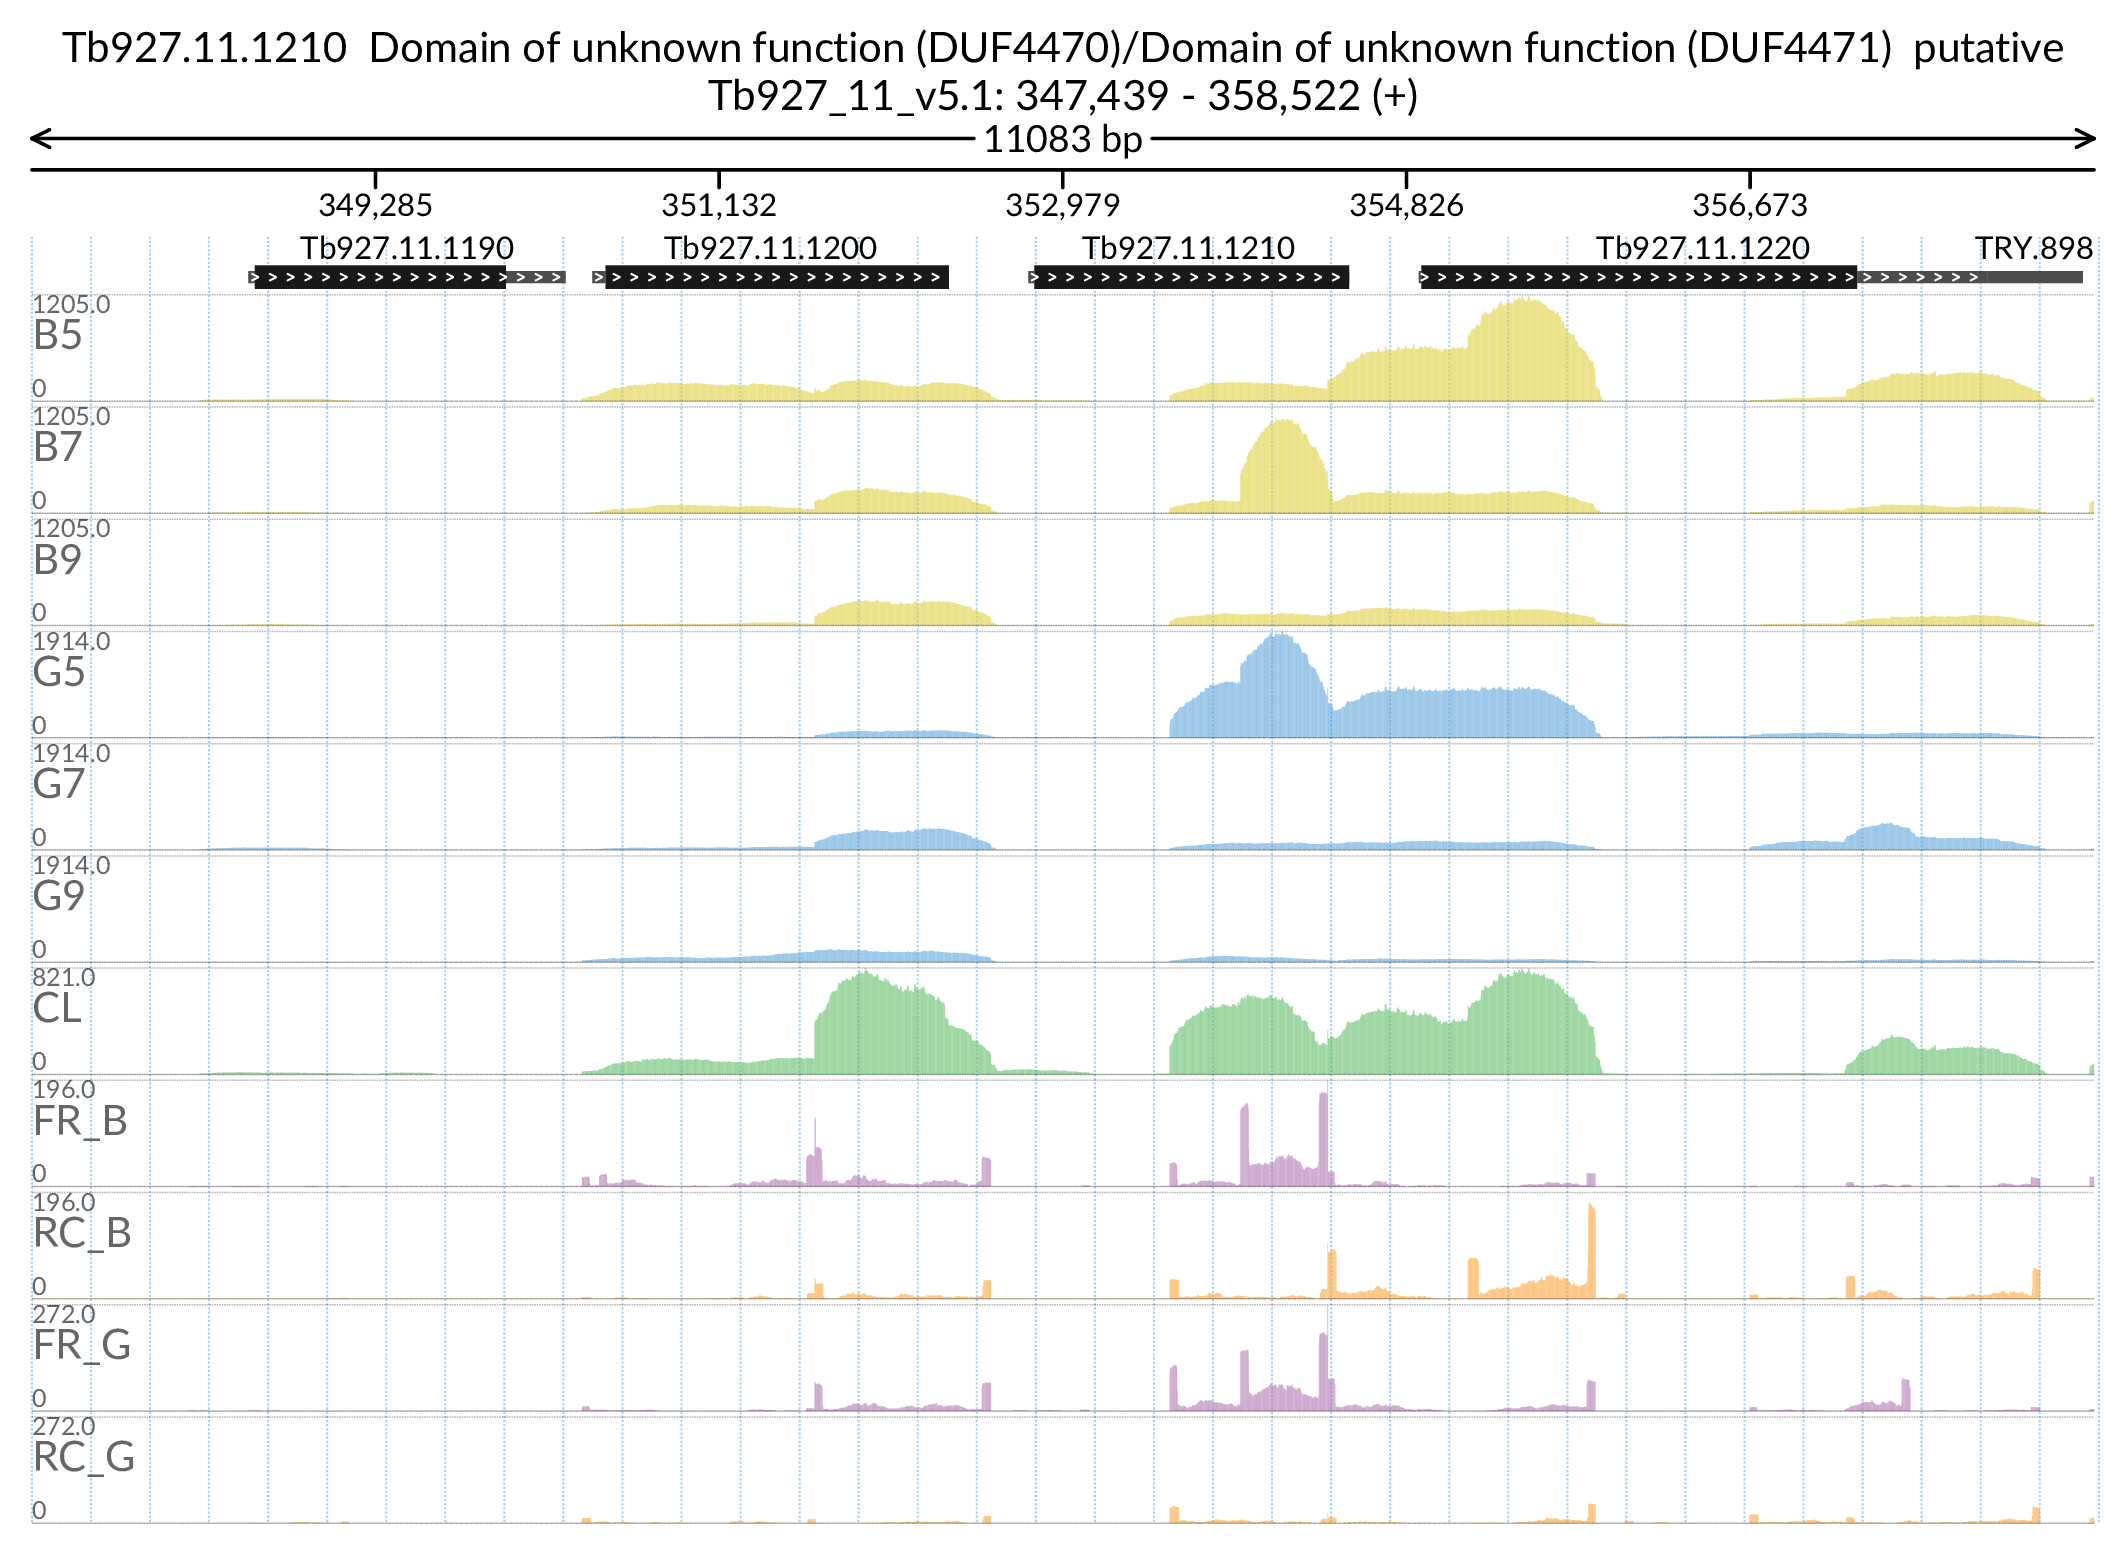 Tb927.11.1210  Domain of unknown function (DUF4470)/Domain of unknown function (DUF4471)  putative
Tb927_11_v5.1: 347,439 - 358,522 (+)
11083 bp
349,285 351,132 352,979 354,826 356,673
Tb927.11.1190 Tb927.11.1200 Tb927.11.1210 Tb927.11.1220 TRY.898
1205.0
B5
0
1205.0
B7
0
1205.0
B9
0
1914.0
G5
0
1914.0
G7
0
1914.0
G9
0
821.0
CL
0
196.0
FR_B
0
196.0
RC_B
0
272.0
FR_G
0
272.0
RC_G
0